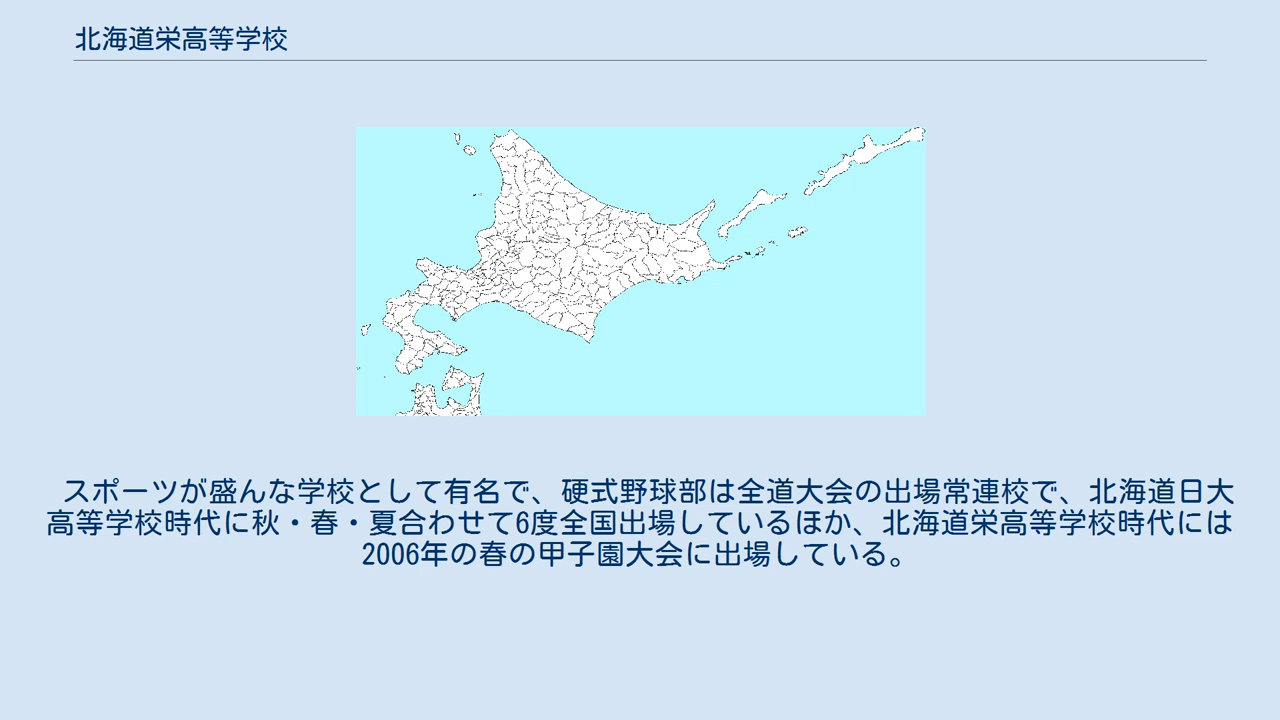 北海道栄高等学校
スポーツが盛んな学校として有名で、硬式野球部は全道大会の出場常連校で、北海道日大
高等学校時代に秋・春・夏合わせて6度全国出場しているほか、北海道栄高等学校時代には
2006年の春の甲子園大会に出場している。